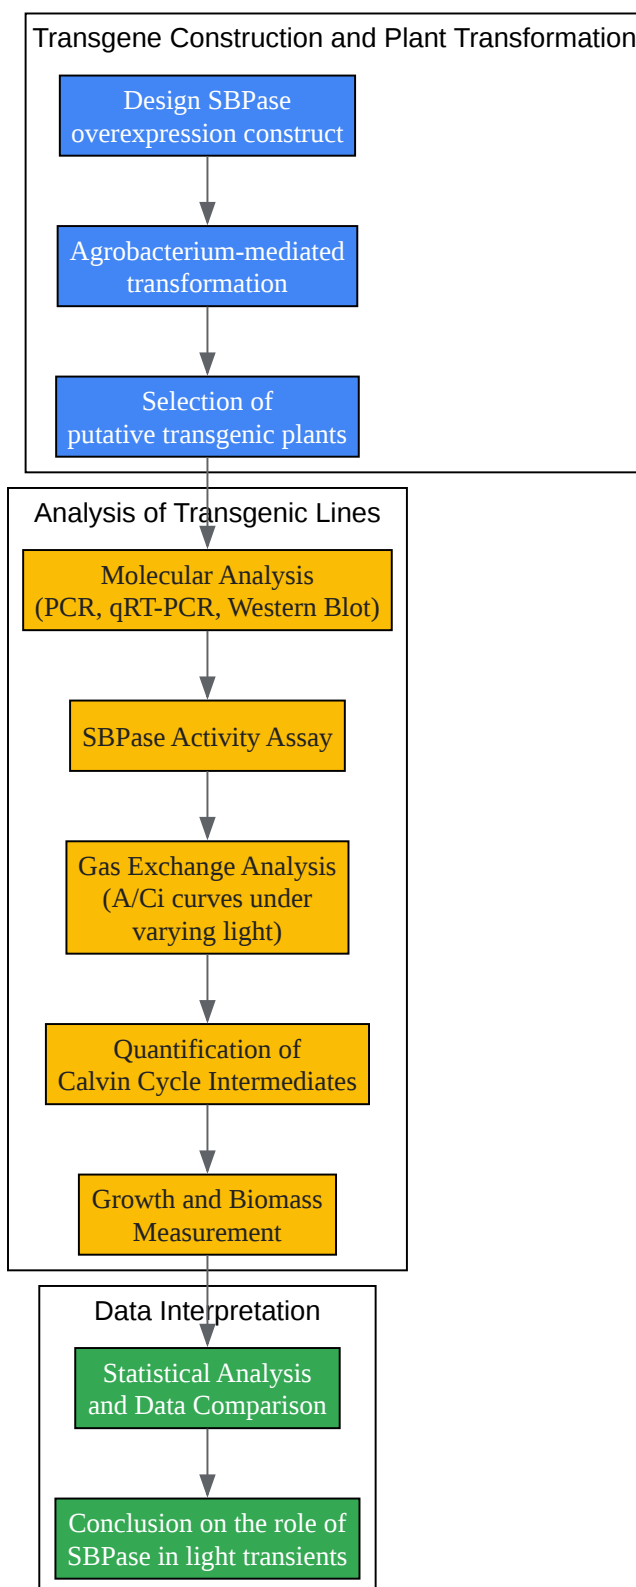 Transgene Construction and Plant Transformation
Design SBPase
overexpression construct
Agrobacterium-mediated
transformation
Selection of
putative transgenic plants
Analysis of Transgenic Lines
Molecular Analysis
(PCR, qRT-PCR, Western Blot)
SBPase Activity Assay
Gas Exchange Analysis
(A/Ci curves under
varying light)
Quantification of
Calvin Cycle Intermediates
Growth and Biomass
Measurement
Data Interpretation
Statistical Analysis
and Data Comparison
Conclusion on the role of
SBPase in light transients